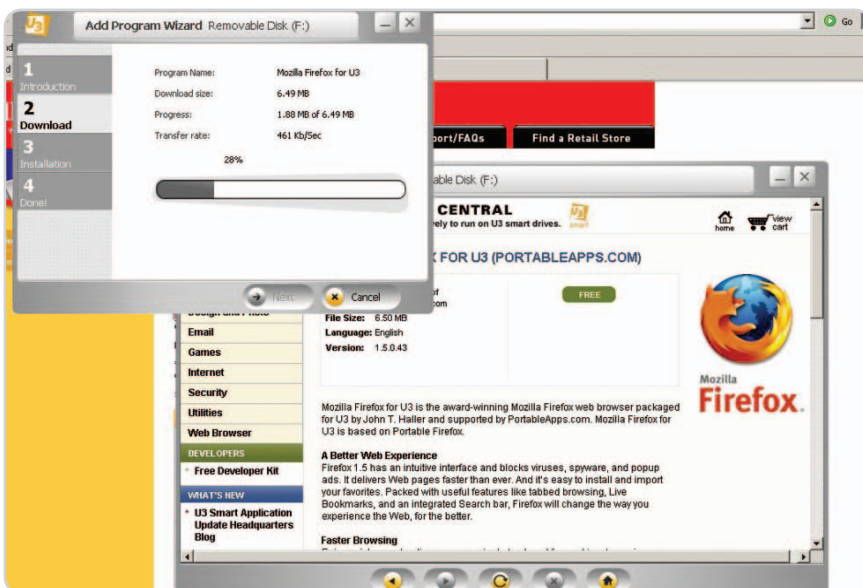 U3
Add Program Wizard Removable Disk (F:)
1
Introduction
2
Download
3
Installation
4
Done!
Program Name: Mozilla Firefox for U3
Download size: 6.49 MB
Progress: 1.88 MB of 6.49 MB
Transfer rate: 461 Kb/Sec
28%
Next
Cancel
Go
port/FAQs
Find a Retail Store
able Disk (F:)
CENTRAL
ely to run on U3 smart drives.
U3
smart
home
view
cart
FOR U3 (PORTABLEAPPS.COM)
FREE
File Size: 6.50 MB
Language: English
Version: 1.5.0.43
Email
Games
Internet
Security
Utilities
Web Browser
DEVELOPERS
Free Developer Kit
WHAT'S NEW
U3 Smart Application
Update Headquarters
Blog
Mozilla
Firefox.
Mozilla Firefox for U3 is the award-winning Mozilla Firefox web browser packaged
for U3 by John T. Haller and supported by PortableApps.com. Mozilla Firefox for
U3 is based on Portable Firefox.
A Better Web Experience
Firefox 1.5 has an intuitive interface and blocks viruses, spyware, and popup
ads. It delivers Web pages faster than ever. And it's easy to install and import
your favorites. Packed with useful features like tabbed browsing, Live
Bookmarks, and an integrated Search bar, Firefox will change the way you
experience the Web, for the better.
Faster Browsing